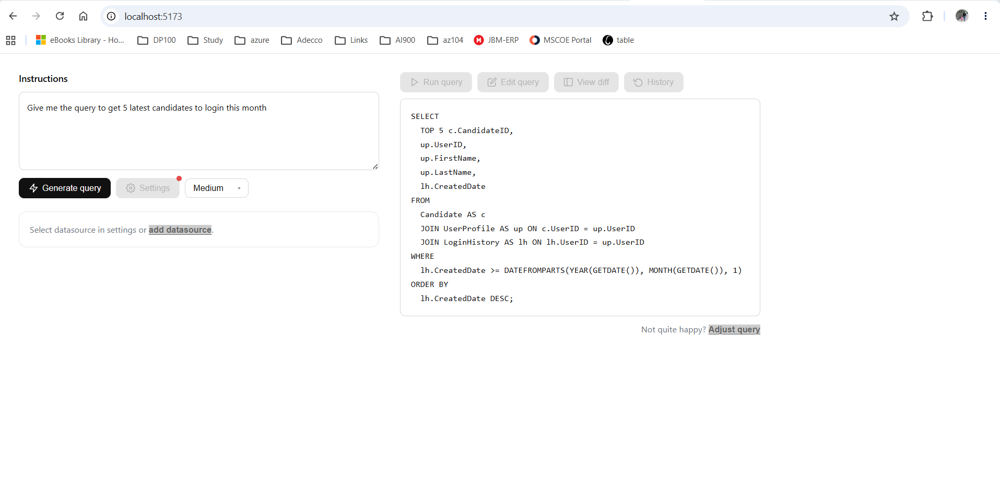 localhost:5173
eBooks Library - Ho...
DP100
Study
azure
Adecco
Links
AI900
az104
JBM-ERP
MSCOE Portal
table
Instructions
Give me the query to get 5 latest candidates to login this month
Generate query
Settings
Medium
Select datasource in settings or add datasource.
Run query
Edit query
View diff
History
SELECT
  TOP 5 c.CandidateID,
  up.UserID,
  up.FirstName,
  up.LastName,
  lh.CreatedDate
FROM
  Candidate AS c
  JOIN UserProfile AS up ON c.UserID = up.UserID
  JOIN LoginHistory AS lh ON lh.UserID = up.UserID
WHERE
  lh.CreatedDate >= DATEFROMPARTS(YEAR(GETDATE()), MONTH(GETDATE()), 1)
ORDER BY
  lh.CreatedDate DESC;
Not quite happy? Adjust query